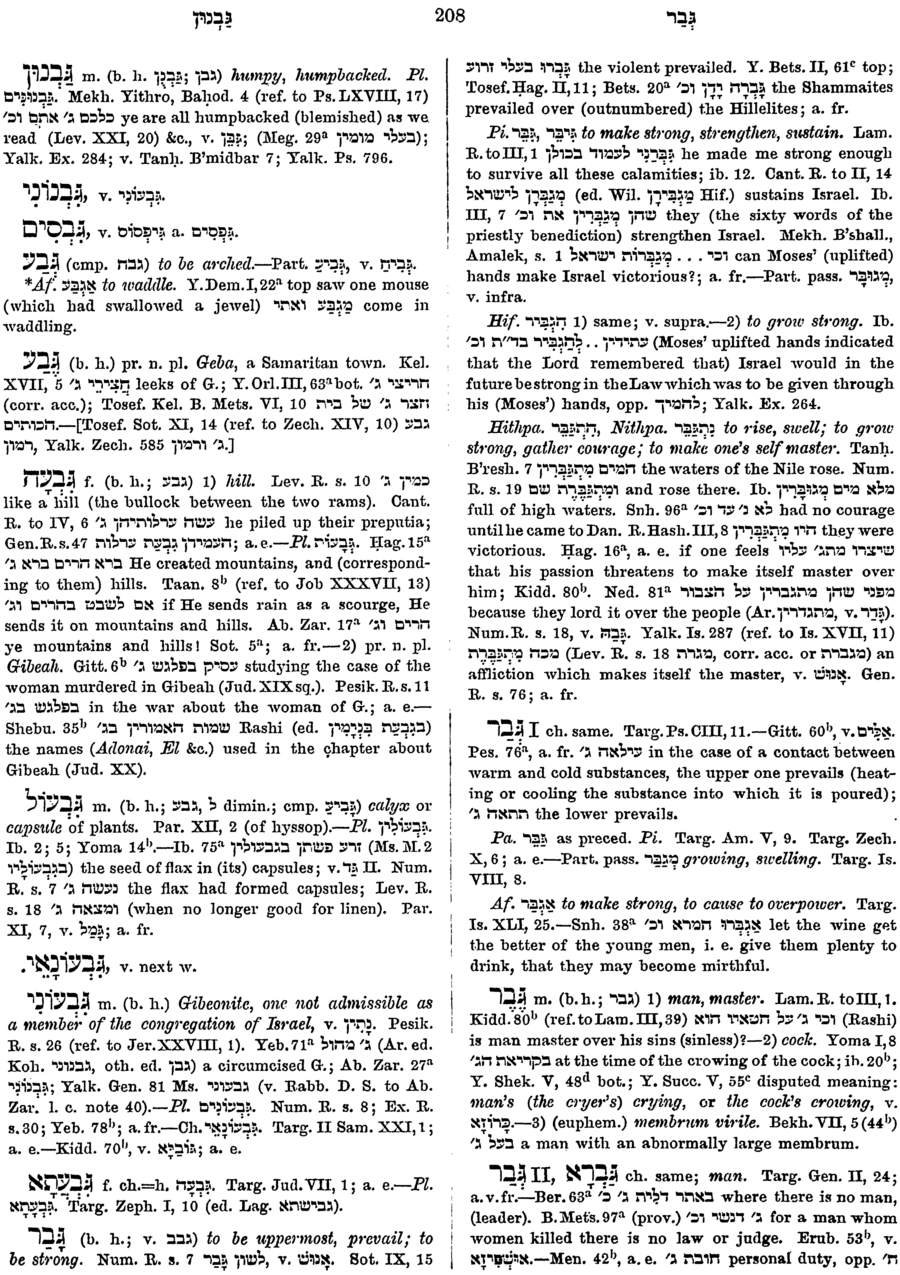 גַּבְנוּן 208 גָּבַר
גַּבְנוּן m. (b. h. גִּבֵּן; גבן) humpy, humpbacked. Pl.
גַּבְנוּנִּים. Mekh. Yithro, Baḥod. 4 (ref. to Ps. LXVIII, 17)
כלכם ג' אתם וכ' ye are all humpbacked (blemished) as we
read (Lev. XXI, 20) &c., v. גִּבֵּן; (Meg. 29ᵃ בעלי מומין);
Yalk. Ex. 284; v. Tanḥ. B'midbar 7; Yalk. Ps. 796.
גַּבְנוֹנִי, v. גִּבְעוֹנִי.
גַּבְסִים, v. גִּיפְסוֹס a. גִּפְסִים.
גָּבַע (cmp. גבה) to be arched.—Part. גָּבִיעַ, v. גָּבִיחַ.
*Af. אַגְבַּע to waddle. Y. Dem. I, 22ᵃ top saw one mouse
(which had swallowed a jewel) מַגְבַּע ואתי come in
waddling.
גֶּבַע (b. h.) pr. n. pl. Geba, a Samaritan town. Kel.
XVII, 5 חֲצִירֵי ג' leeks of G.; Y. Orl. III, 63ᵃ bot. חריצי ג'
(corr. acc.); Tosef. Kel. B. Mets. VI, 10 חצר ג' של בית
הכותים.—[Tosef. Sot. XI, 14 (ref. to Zech. XIV, 10) גבע
רמון, Yalk. Zech. 585 ג' ורמון.]
גִּבְעָה f. (b. h.; גבע) 1) hill. Lev. R. s. 10 כמין ג'
like a hill (the bullock between the two rams). Cant.
R. to IV, 6 עשה ערלותיהן ג' he piled up their preputia;
Gen. R. s. 47 העמידן גִּבְעַת ערלות; a. e.—Pl. גְּבָעוֹת. Ḥag. 15ᵃ
ברא הרים ברא ג' He created mountains, and (correspond-
ing to them) hills. Taan. 8ᵇ (ref. to Job XXXVII, 13)
אם לשבט בהרים וג' if He sends rain as a scourge, He
sends it on mountains and hills. Ab. Zar. 17ᵃ הרים וג'
ye mountains and hills! Sot. 5ᵃ; a. fr.—2) pr. n. pl.
Gibeah. Gitt. 6ᵇ עסיק בפלגש ג' studying the case of the
woman murdered in Gibeah (Jud. XIX sq.). Pesik. R. s. 11
בפלגש בג' in the war about the woman of G.; a. e.—
Shebu. 35ᵇ שמות האמורין בג' Rashi (ed. בגבעת בִּנְיָמִין)
the names (Adonai, El &c.) used in the chapter about
Gibeah (Jud. XX).
גִּבְעוֹל m. (b. h.; גבע, ל dimin.; cmp. גָּבִיעַ) calyx or
capsule of plants. Par. XII, 2 (of hyssop).—Pl. גִּבְעוֹלִין.
Ib. 2; 5; Yoma 14ᵇ.—Ib. 75ᵃ זרע פשתן בגבעולין (Ms. M. 2
בגבעוליו) the seed of flax in (its) capsules; v. גַּד II. Num.
R. s. 7 נעשה ג' the flax had formed capsules; Lev. R.
s. 18 ומצאה ג' (when no longer good for linen). Par.
XI, 7, v. גָּמַל; a. fr.
גִּבְעוֹנָאֵי, v. next w.
גִּבְעוֹנִי m. (b. h.) Gibeonite, one not admissible as
a member of the congregation of Israel, v. נָתִין. Pesik.
R. s. 26 (ref. to Jer. XXXVIII, 1). Yeb. 71ᵃ ג' מהול (Ar. ed.
Koh. גבנוני, oth. ed. גבן) a circumcised G.; Ab. Zar. 27ᵃ
גִּבְעוֹנִי; Yalk. Gen. 81 Ms. גבעוני (v. Rabb. D. S. to Ab.
Zar. l. c. note 40).—Pl. גִּבְעוֹנִים. Num. R. s. 8; Ex. R.
s. 30; Yeb. 78ᵇ; a. fr.—Ch. גִּבְעוֹנָאֵי. Targ. II Sam. XXI, 1;
a. e.—Kidd. 70ᵇ, v. גּוֹבַיָּא; a. e.
גִּבְעֲתָא f. ch.=h. גִּבְעָה. Targ. Jud. VII, 1; a. e.—Pl.
גִּבְעָתָא. Targ. Zeph. I, 10 (ed. Lag. גבישתא).
גָּבַר (b. h.; v. גבב) to be uppermost, prevail; to
be strong. Num. R. s. 7 לשון גָּבַר, v. אֱנוֹשׁ. Sot. IX, 15
גָּבְרוּ בעלי זרוע the violent prevailed. Y. Bets. II, 61ᶜ top;
Tosef. Ḥag. II, 11; Bets. 20ᵃ גָּבְרָה יָדָן וכ' the Shammaites
prevailed over (outnumbered) the Hillelites; a. fr.
Pi. גִּיבֵּר, גִּבֵּר to make strong, strengthen, sustain. Lam.
R. to III, 1 גִּבְּרַנִי לעמוד בכולן he made me strong enough
to survive all these calamities; ib. 12. Cant. R. to II, 14
מְגַבְּרָן לישראל (ed. Wil. מַגְבִּירָן Hif.) sustains Israel. Ib.
III, 7 שהן מְגַבְּרִין את וכ' they (the sixty words of the
priestly benediction) strengthen Israel. Mekh. B'shall.,
Amalek, s. 1 וכי . . . מְגַבְּרוֹת ישראל can Moses' (uplifted)
hands make Israel victorious?; a. fr.—Part. pass. מְגוּבָּר,
v. infra.
Hif. הִגְבִּיר 1) same; v. supra.—2) to grow strong. Ib.
עתידין . . לְהַגְבִּיר בד"ת וכ' (Moses' uplifted hands indicated
that the Lord remembered that) Israel would in the
future be strong in the Law which was to be given through
his (Moses') hands, opp. להמיך; Yalk. Ex. 264.
Hithpa. הִתְגַּבֵּר, Nithpa. נִתְגַּבֵּר to rise, swell; to grow
strong, gather courage; to make one's self master. Tanḥ.
B'resh. 7 המים מִתְגַּבְּרִין the waters of the Nile rose. Num.
R. s. 19 ומִתְגַּבֶּרֶת שם and rose there. Ib. מלא מים מגובָּרִין
full of high waters. Snh. 96ᵃ לא נ' עד וכ' had no courage
until he came to Dan. R. Hash. III, 8 היו מִתְגַּבְּרִין they were
victorious. Ḥag. 16ᵃ, a. e. if one feels שיצרו מתג' עליו
that his passion threatens to make itself master over
him; Kidd. 80ᵇ. Ned. 81ᵃ מפני שהן מתגברין על הצבור
because they lord it over the people (Ar. מתגדרין, v. גָּדַר).
Num. R. s. 18, v. גָּבַהּ. Yalk. Is. 287 (ref. to Is. XVII, 11)
מכה מִתְגַּבֶּרֶת (Lev. R. s. 18 מגרת, corr. acc. or מגברת) an
affliction which makes itself the master, v. אֱנוּשׁ. Gen.
R. s. 76; a. fr.
גְּבַר I ch. same. Targ. Ps. CIII, 11.—Gitt. 60ᵇ, v. אַלִּים.
Pes. 76ᵃ, a. fr. עילאה ג' in the case of a contact between
warm and cold substances, the upper one prevails (heat-
ing or cooling the substance into which it is poured);
תתאה ג' the lower prevails.
Pa. גַּבַּר as preced. Pi. Targ. Am. V, 9. Targ. Zech.
X, 6; a. e.—Part. pass. מְגַבַּר growing, swelling. Targ. Is.
VIII, 8.
Af. אַגְבַּר to make strong, to cause to overpower. Targ.
Is. XLI, 25.—Snh. 38ᵃ אַגְבְּרוּ חמרא וכ' let the wine get
the better of the young men, i. e. give them plenty to
drink, that they may become mirthful.
גֶּבֶר m. (b. h.; גבר) 1) man, master. Lam. R. to III, 1.
Kidd. 80ᵇ (ref. to Lam. III, 39) וכי ג' על חטאיו הוא (Rashi)
is man master over his sins (sinless)?—2) cock. Yoma I, 8
בקריאת הג' at the time of the crowing of the cock; ib. 20ᵇ;
Y. Shek. V, 48ᵈ bot.; Y. Succ. V, 55ᶜ disputed meaning:
man's (the cryer's) crying, or the cock's crowing, v.
כָּרוֹזָא.—3) (euphem.) membrum virile. Bekh. VII, 5 (44ᵇ)
בעל ג' a man with an abnormally large membrum.
גְּבַר II, גַּבְרָא ch. same; man. Targ. Gen. II, 24;
a. v. fr.—Ber. 63ᵃ באתר דלית ג' כ' where there is no man,
(leader). B. Mets. 97ᵃ (prov.) ג' דנשי וכ' for a man whom
women killed there is no law or judge. Erub. 53ᵇ, v.
אוּשְׁפִּיזָא.—Men. 42ᵇ, a. e. חובת ג' personal duty, opp. ח'